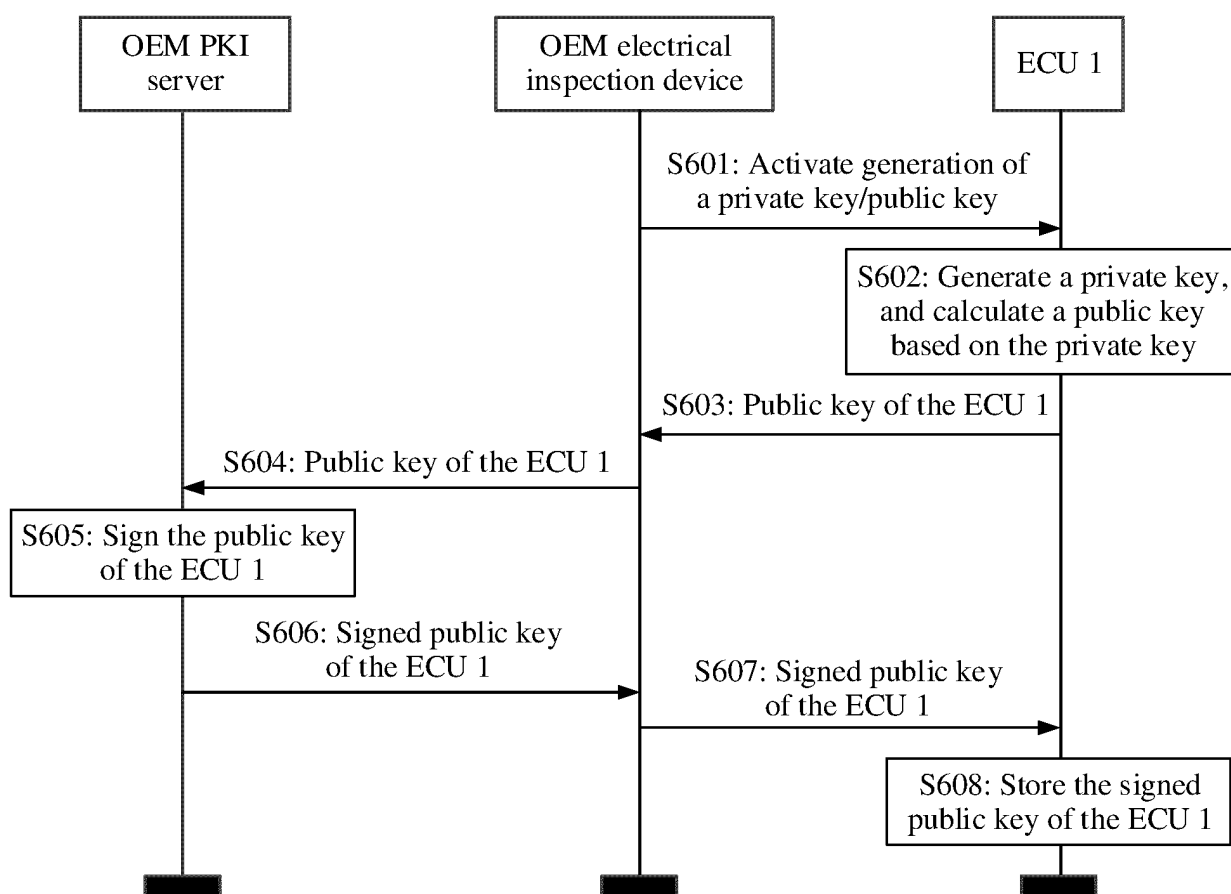 OEM PKI
server
OEM electrical
inspection device
ECU 1
S601: Activate generation of
a private key/public key
S602: Generate a private key,
and calculate a public key
based on the private key
S603: Public key of the ECU 1
S604: Public key of the ECU 1
S605: Sign the public key
of the ECU 1
S606: Signed public key
of the ECU 1
S607: Signed public key
of the ECU 1
S608: Store the signed
public key of the ECU 1